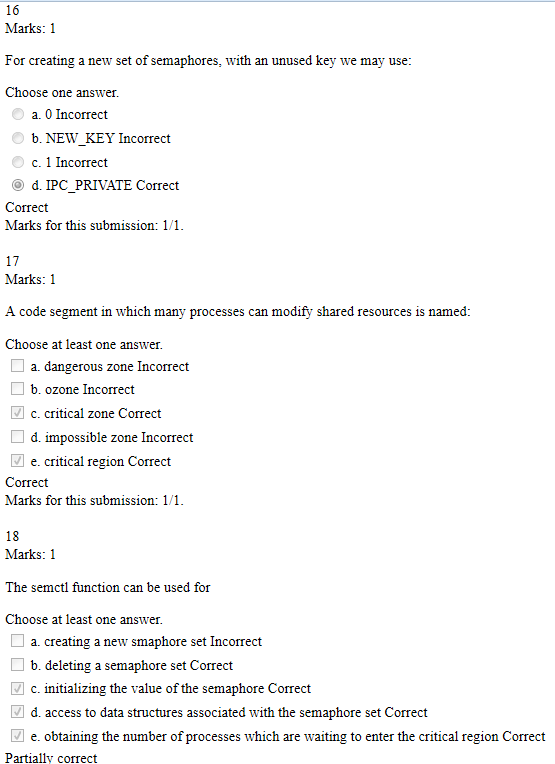 16
Marks: 1
For creating a new set of semaphores, with an unused key we may use:
Choose one answer.
a. 0 Incorrect
b. NEW_KEY Incorrect
c. 1 Incorrect
d. IPC_PRIVATE Correct
Correct
Marks for this submission: 1/1.
17
Marks: 1
A code segment in which many processes can modify shared resources is named:
Choose at least one answer.
a. dangerous zone Incorrect
b. ozone Incorrect
c. critical zone Correct
d. impossible zone Incorrect
e. critical region Correct
Correct
Marks for this submission: 1/1.
18
Marks: 1
The semctl function can be used for
Choose at least one answer.
a. creating a new smaphore set Incorrect
b. deleting a semaphore set Correct
c. initializing the value of the semaphore Correct
d. access to data structures associated with the semaphore set Correct
e. obtaining the number of processes which are waiting to enter the critical region Correct
Partially correct